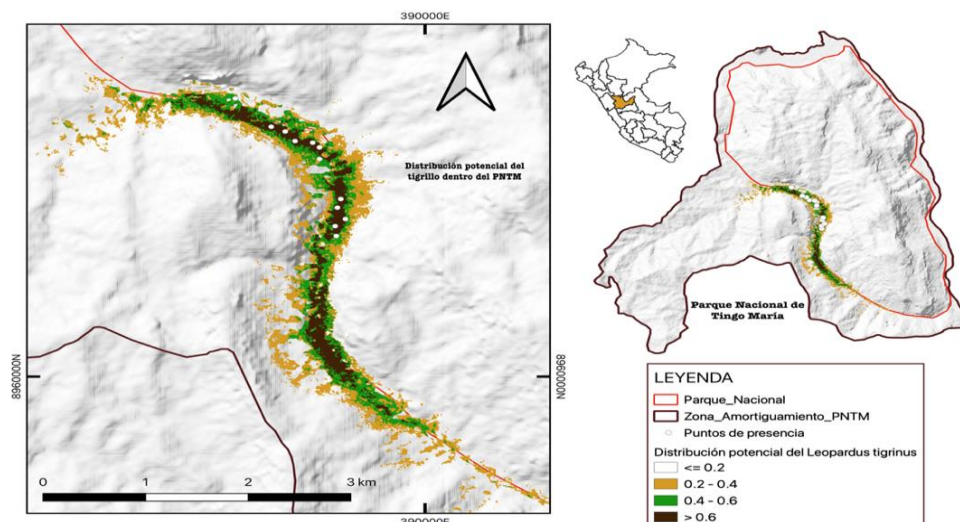 390000E
Distribución potencial del
tigrillo dentro del PNTM
8960000N
8960000N
0 1 2 3 km
390000E
Parque Nacional de
Tingo María
LEYENDA
Parque_Nacional
Zona_Amortiguamiento_PNTM
Puntos de presencia
Distribución potencial del Leopardus tigrinus
<= 0.2
0.2 - 0.4
0.4 - 0.6
> 0.6